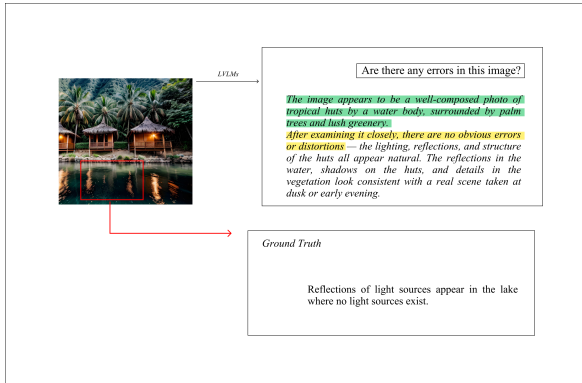 LVLMs
Are there any errors in this image?
The image appears to be a well-composed photo of
tropical huts by a water body, surrounded by palm
trees and lush greenery.
After examining it closely, there are no obvious errors
or distortions — the lighting, reflections, and structure
of the huts all appear natural. The reflections in the
water, shadows on the huts, and details in the
vegetation look consistent with a real scene taken at
dusk or early evening.
Ground Truth
Reflections of light sources appear in the lake
where no light sources exist.